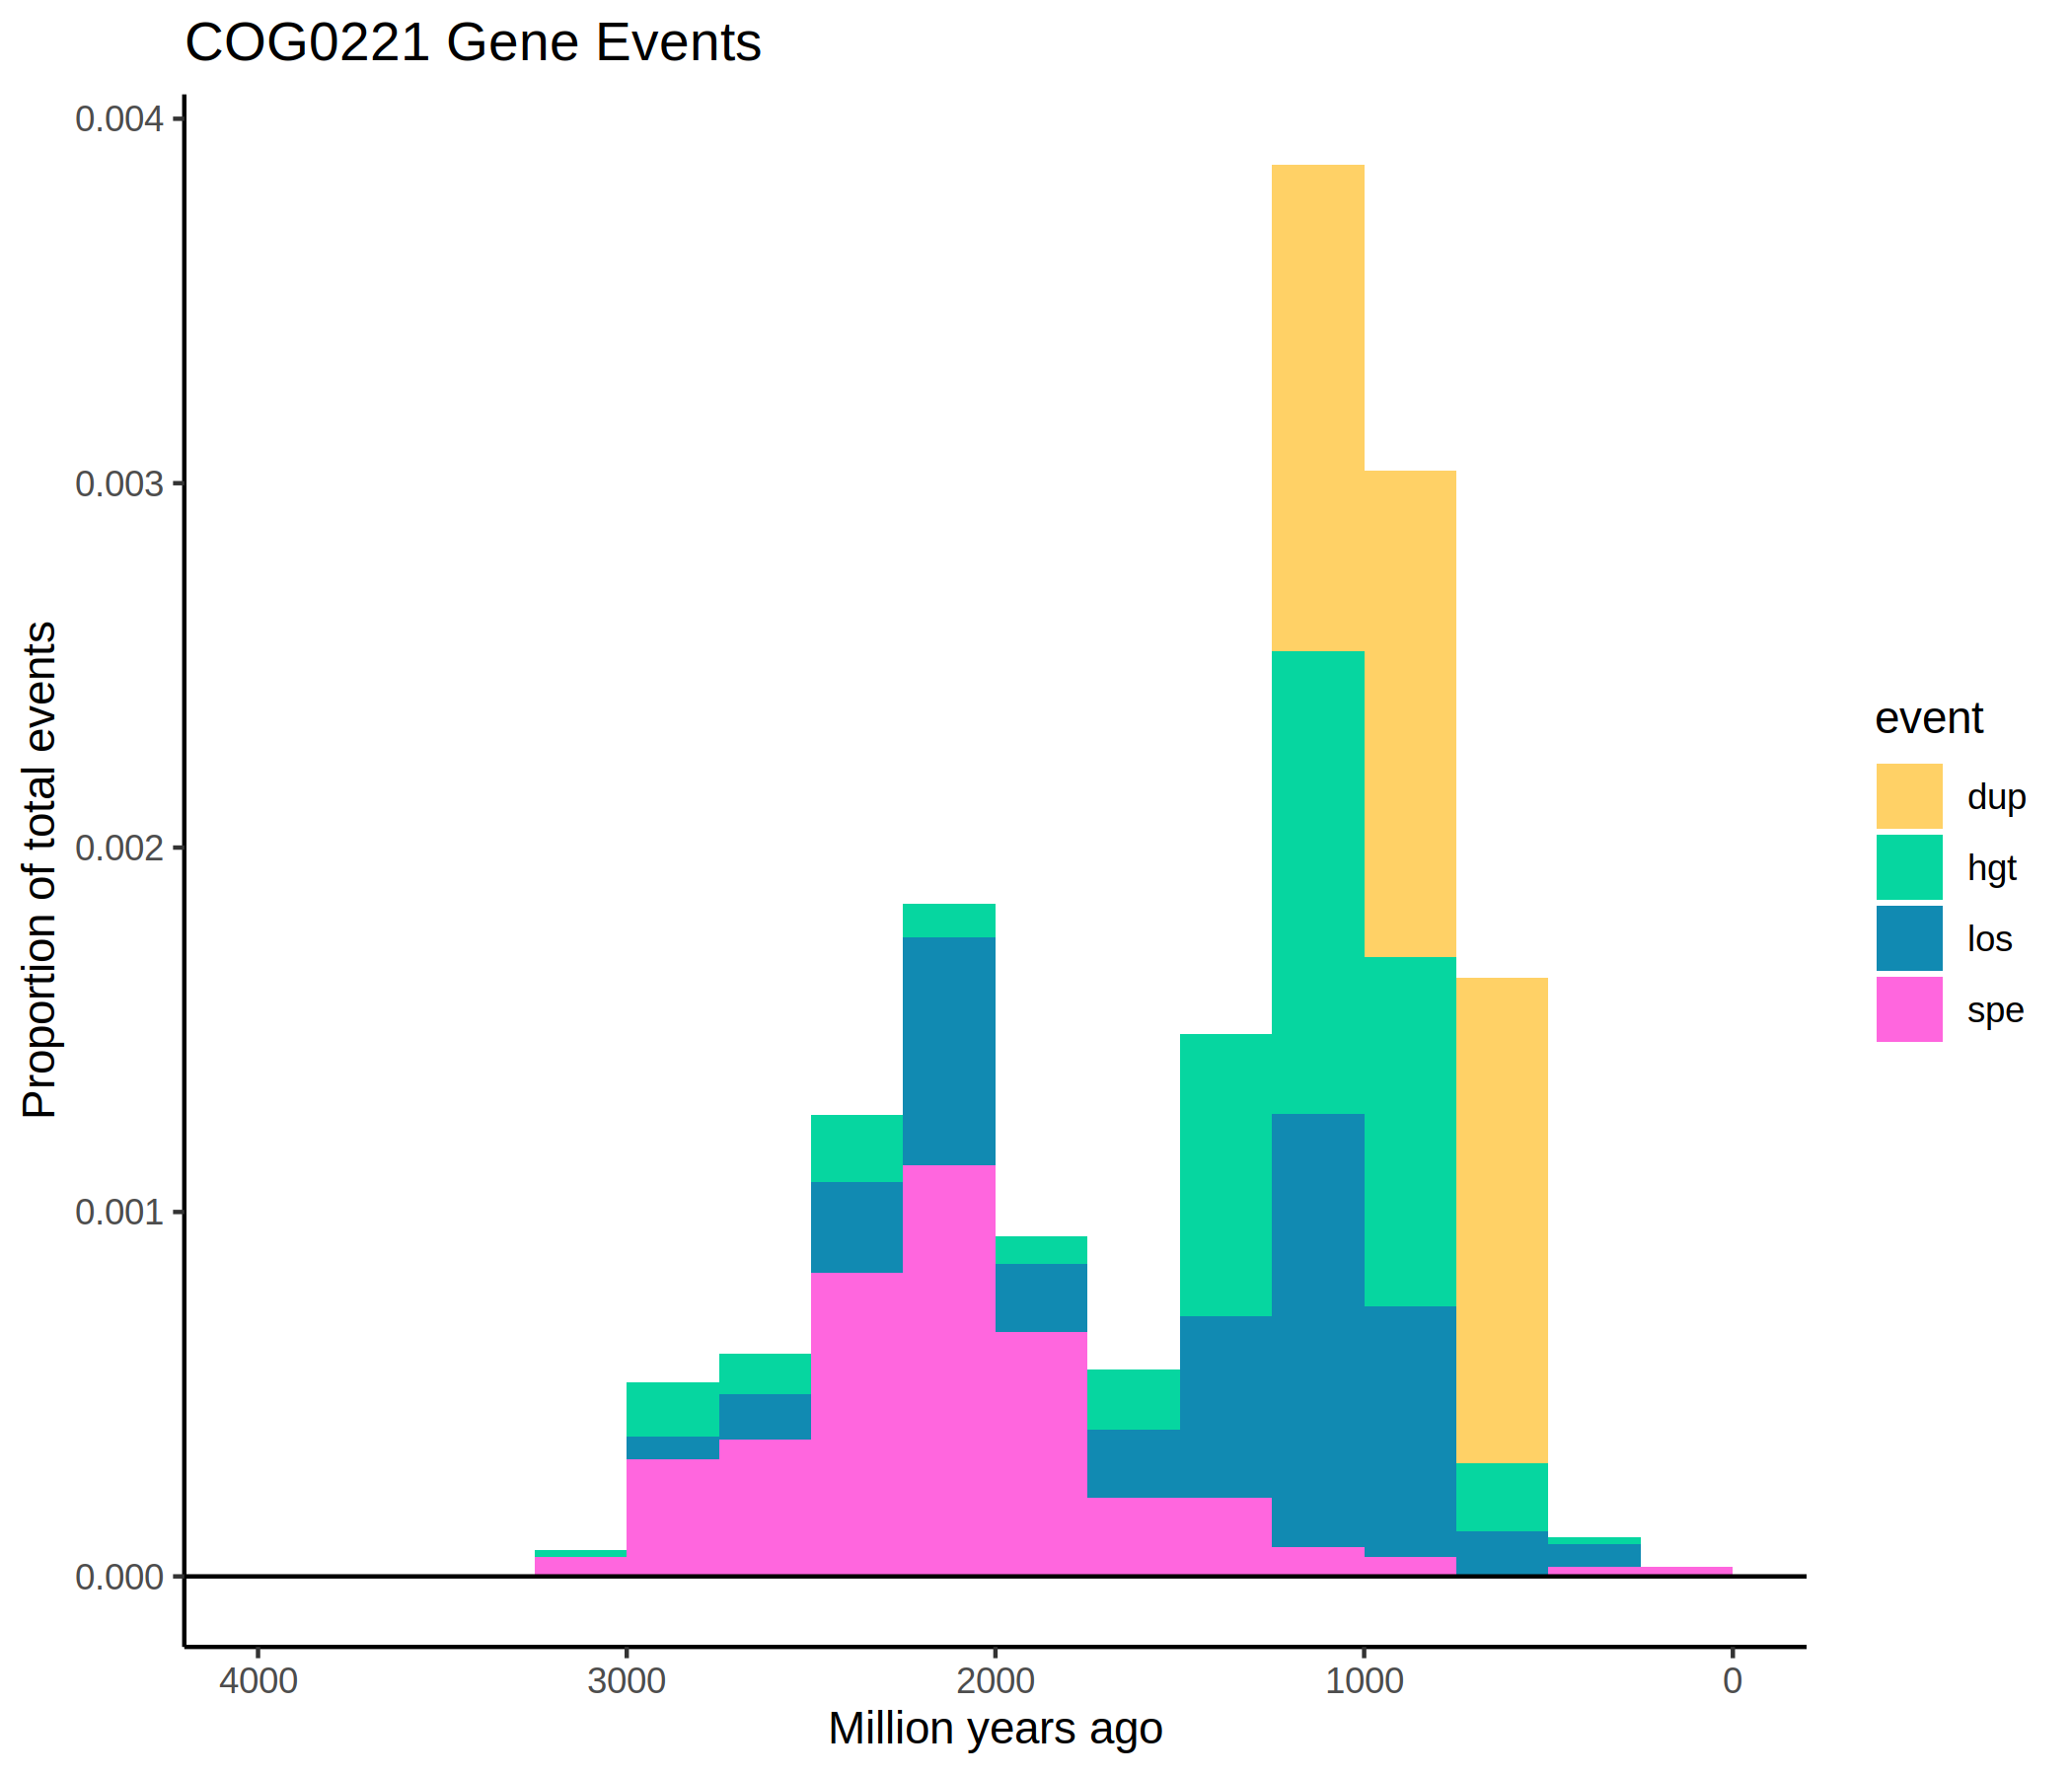 COG0221 Gene Events
0.004
0.003
0.002
0.001
0.000
Proportion of total events
4000 3000 2000 1000 0
Million years ago
event
dup
hgt
los
spe